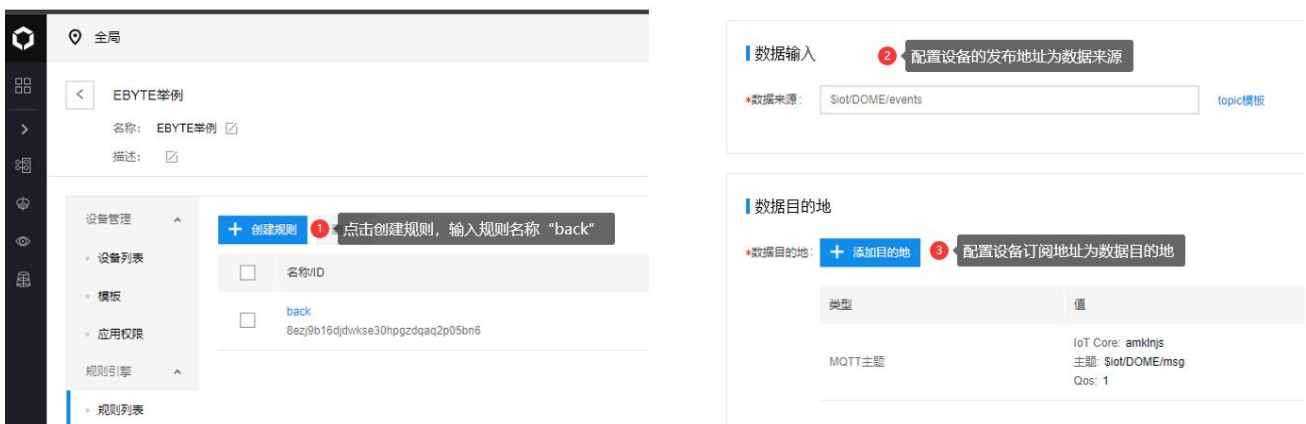 全局
EBYTE举例
名称: EBYTE举例
描述:
设备管理
设备列表
模板
应用权限
规则引擎
规则列表
+ 创建规则
1 点击创建规则，输入规则名称“back”
名称/ID
back
8ezj9b16djdwkse30hpgzdqaq2p05bn6
数据输入
2 配置设备的发布地址为数据来源
*数据来源: $iot/DOME/events topic模板
数据目的地
*数据目的地: + 添加目的地 3 配置设备订阅地址为数据目的地
类型 值
MQTT主题
IoT Core: amklnjs
主题: $iot/DOME/msg
Qos: 1